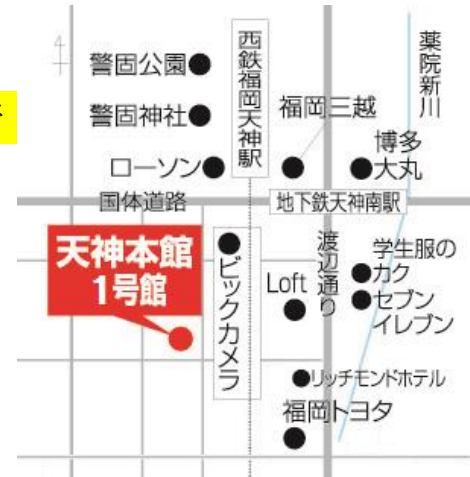 西鉄福岡天神駅
薬院新川
警固公園
警固神社
福岡三越
博多
大丸
ローソン
国体道路
地下鉄天神南駅
天神本館
1号館
ビックカメラ
渡辺通り
Loft
学生服の
カク
セブン
イレブン
リッチモンドホテル
福岡トヨタ